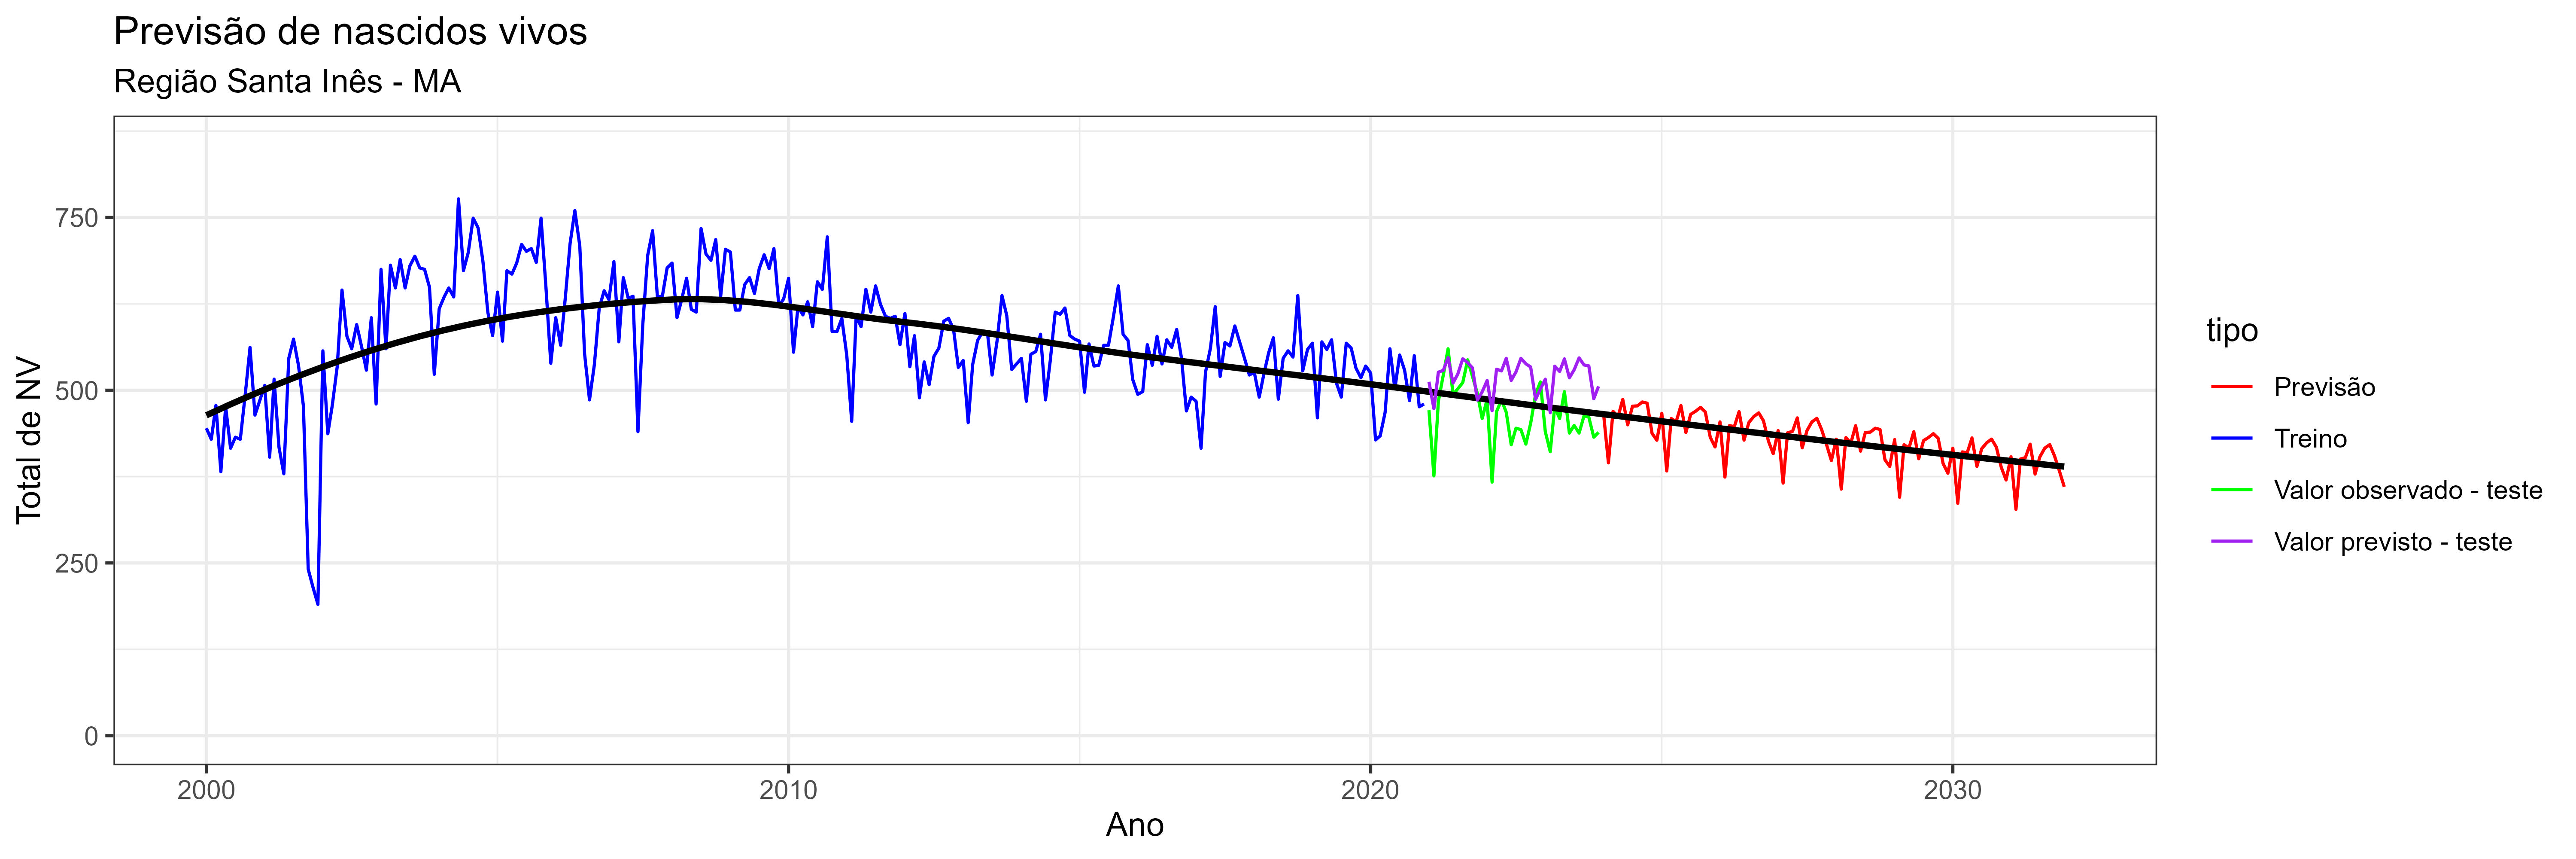 Previsão de nascidos vivos
Região Santa Inês - MA
Total de NV
750
500
250
0
2000
2010
2020
2030
Ano
tipo
Previsão
Treino
Valor observado - teste
Valor previsto - teste